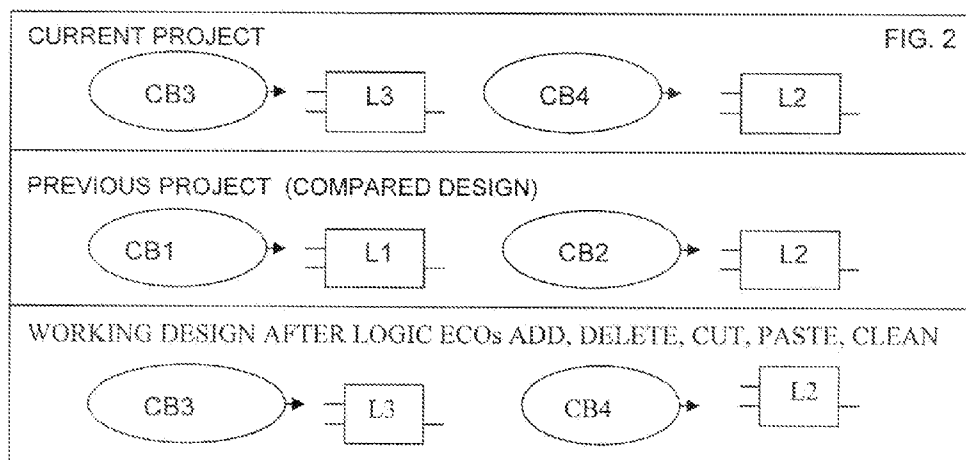 CURRENT PROJECT FIG. 2
CB3 L3 CB4 L2
PREVIOUS PROJECT (COMPARED DESIGN)
CB1 L1 CB2 L2
WORKING DESIGN AFTER LOGIC ECOs ADD, DELETE, CUT, PASTE, CLEAN
CB3 L3 CB4 L2